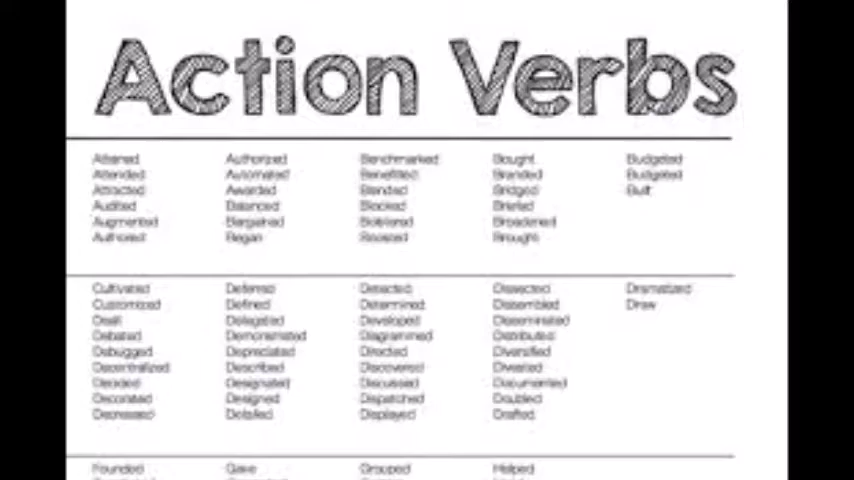 Action Verbs
Attained Authorized Benchmarked Bought Budgeted
Attended Automated Benefitted Branded Budgeted
Attracted Awarded Blended Bridged Built
Audited Balanced Blocked Briefed
Augmented Bargained Bolstered Broadened
Authored Began Boosted Brought
Cultivated Deferred Detected Dissected Dramatized
Customized Defined Determined Dissembled Draw
Dealt Delegated Developed Disseminated
Debated Demonstrated Diagrammed Distributed
Debugged Depreciated Directed Diversified
Decentralized Described Discovered Divested
Decided Designated Discussed Documented
Decorated Designed Dispatched Doubled
Decreased Detailed Displayed Drafted
Founded Gave Grouped Helped